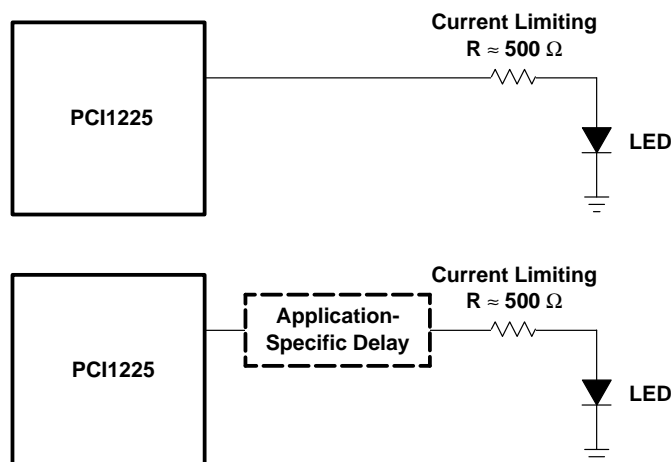 Current Limiting
R ≈ 500 Ω
PCI1225
LED
Current Limiting
R ≈ 500 Ω
Application-
Specific Delay
PCI1225
LED